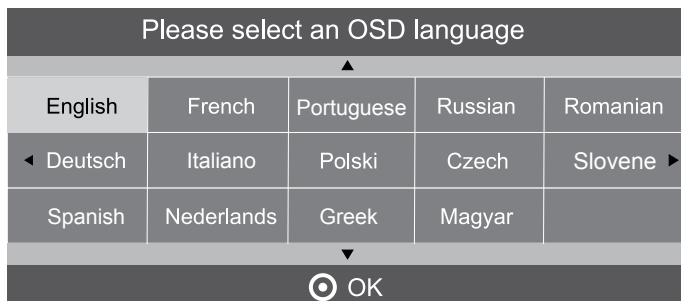 Please select an OSD language
English French Portuguese Russian Romanian
Deutsch Italiano Polski Czech Slovene
Spanish Nederlands Greek Magyar
OK